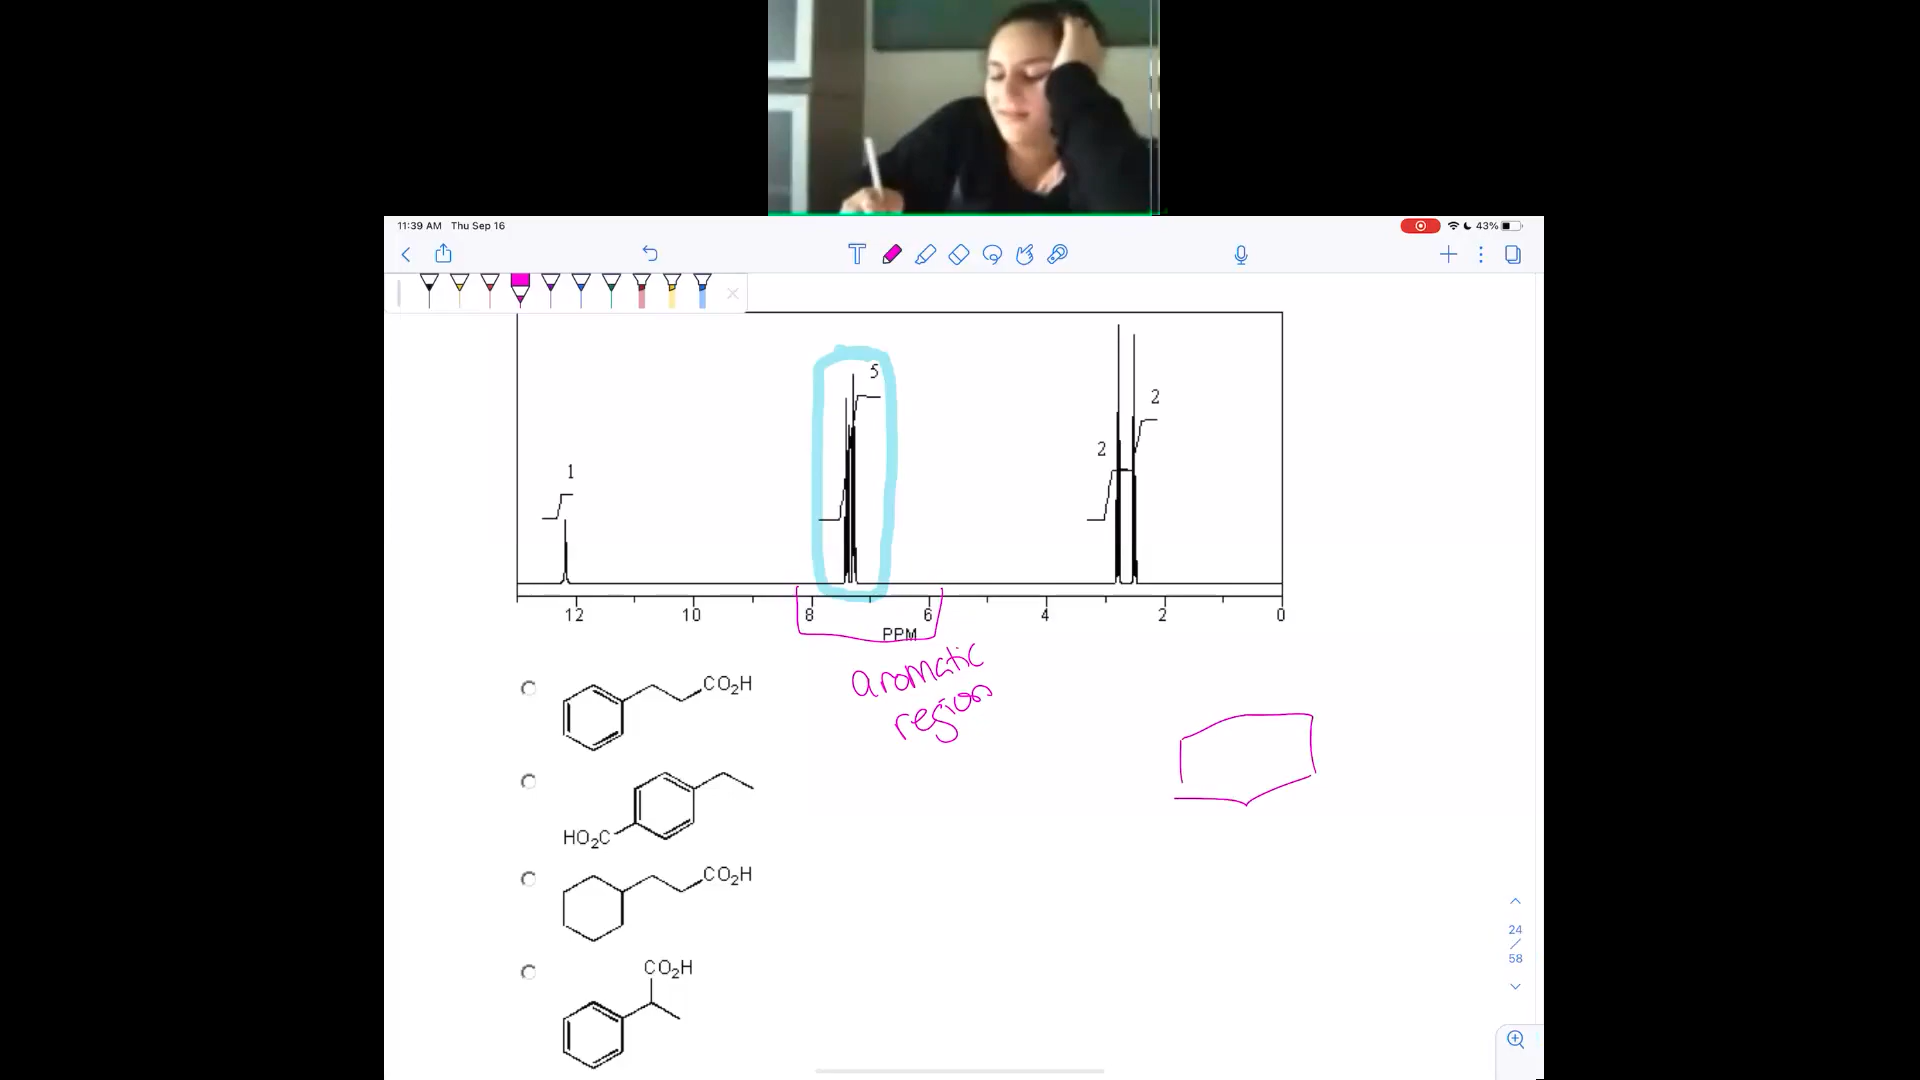 11:39 AM Thu Sep 16
43%
T
5
2
2
1
12 10 8 6 4 2 0
PPM
aromatic
region
CO2H
HO2C
CO2H
CO2H
24
/
58